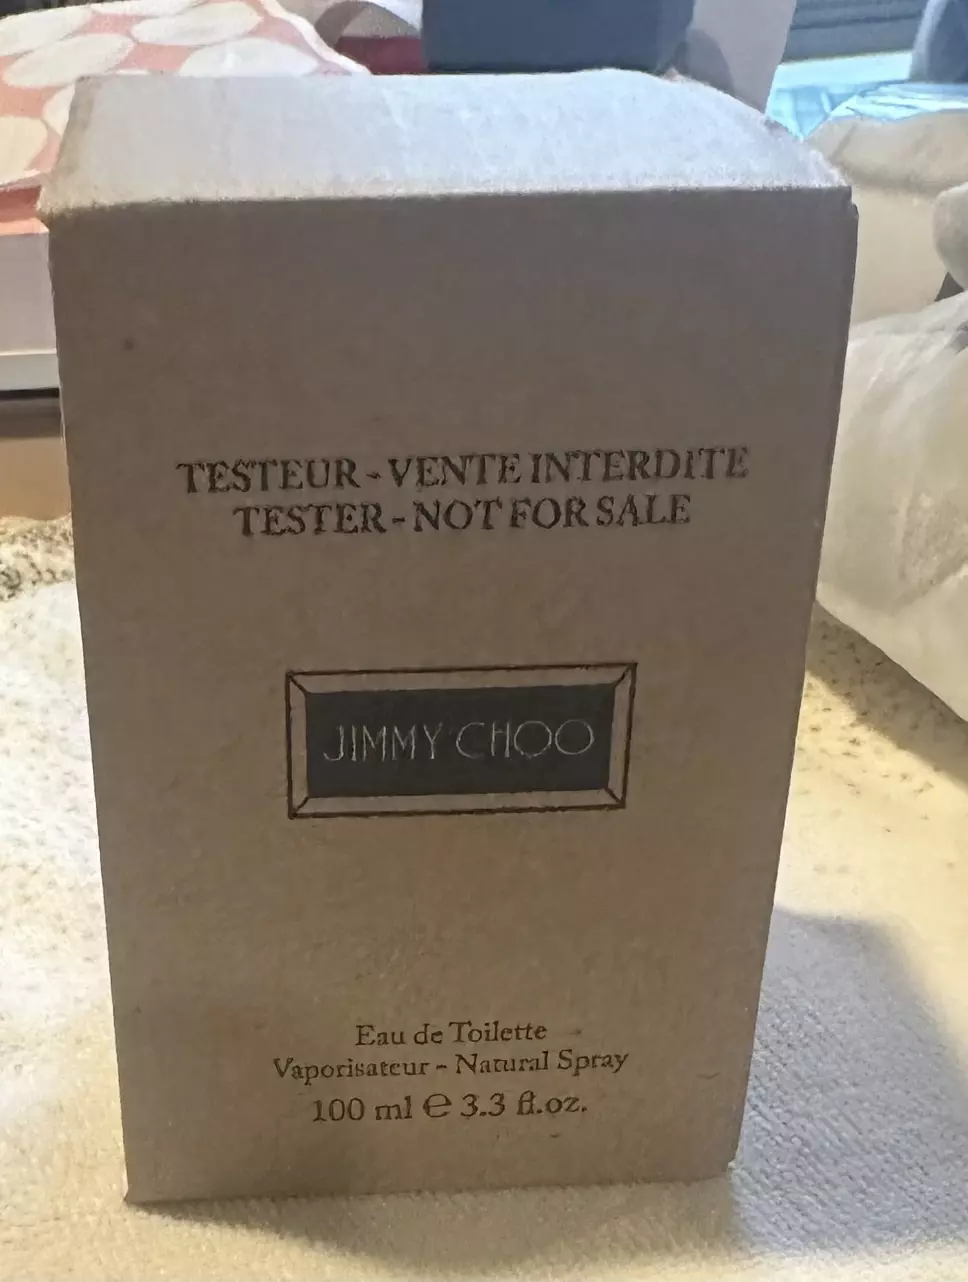 TESTEUR - VENTE INTERDITE
TESTER - NOT FOR SALE
JIMMY CHOO
Eau de Toilette
Vaporisateur - Natural Spray
100 ml ℮ 3.3 fl.oz.